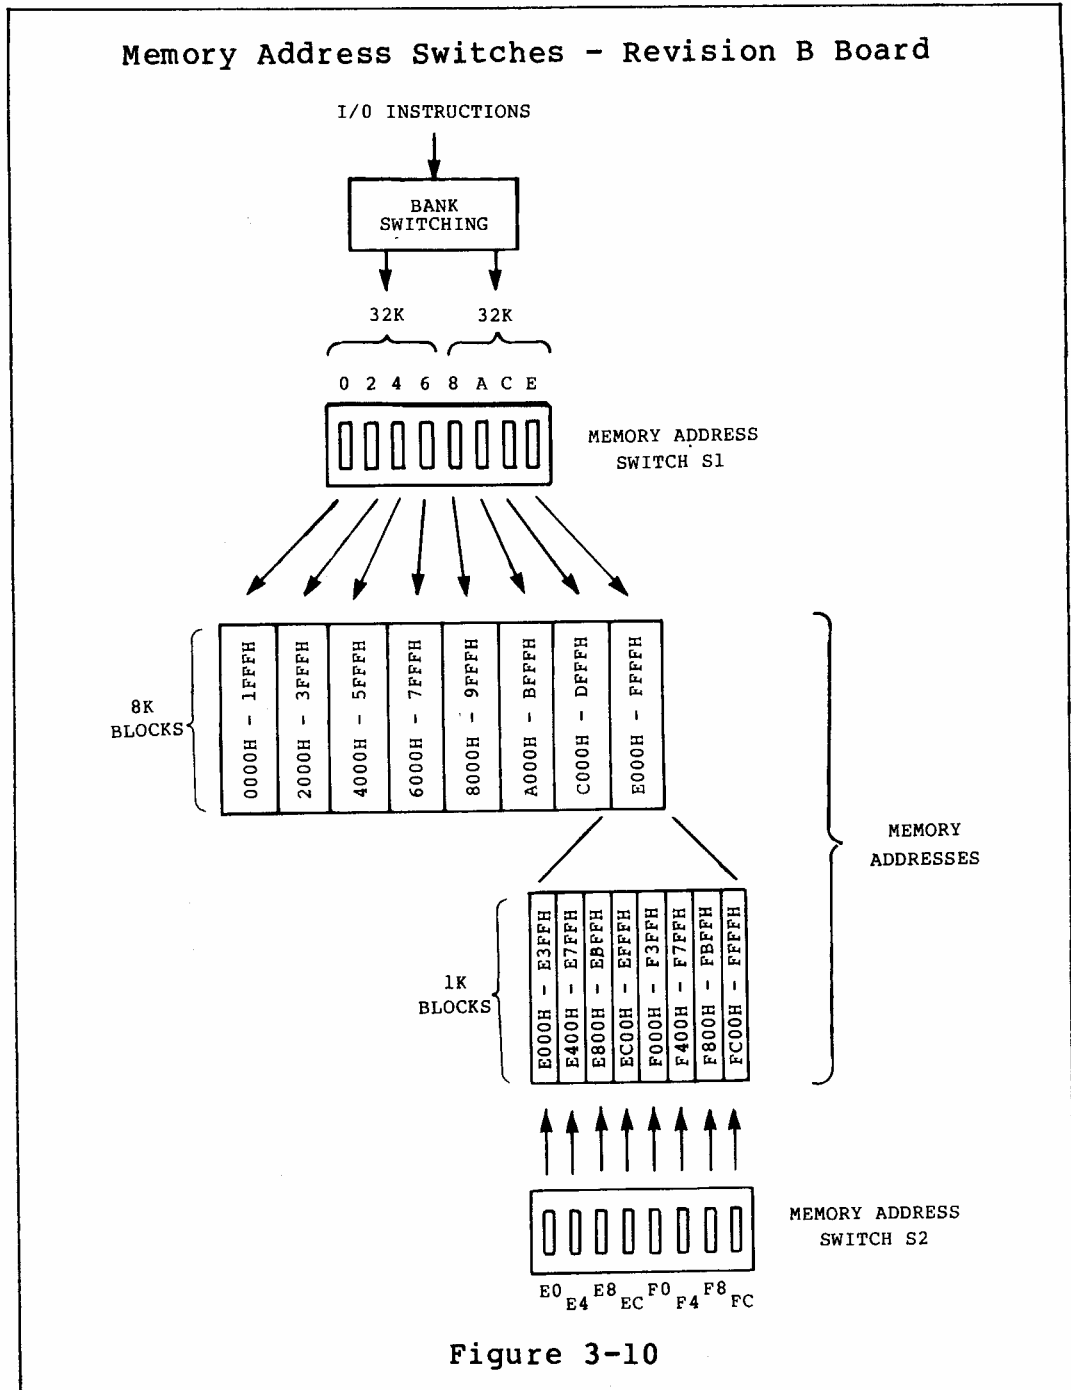 Memory Address Switches - Revision B Board
I/O INSTRUCTIONS
BANK
SWITCHING
32K 32K
0 2 4 6 8 A C E
MEMORY ADDRESS
SWITCH S1
8K
BLOCKS
0000H - 1FFFH
2000H - 3FFFH
4000H - 5FFFH
6000H - 7FFFH
8000H - 9FFFH
A000H - BFFFH
C000H - DFFFH
E000H - FFFFH
MEMORY
ADDRESSES
1K
BLOCKS
E000H - E3FFH
E400H - E7FFH
E800H - EBFFH
EC00H - EFFFH
F000H - F3FFH
F400H - F7FFH
F800H - FBFFH
FC00H - FFFFH
MEMORY ADDRESS
SWITCH S2
E0 E4 E8 EC F0 F4 F8 FC
Figure 3-10